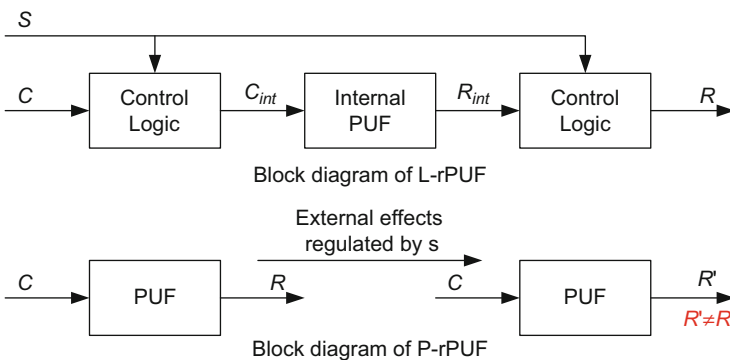 S
C
Control
Logic
C_int
Internal
PUF
R_int
Control
Logic
R
Block diagram of L-rPUF
External effects
regulated by s
C
PUF
R
C
PUF
R'
R'≠R
Block diagram of P-rPUF